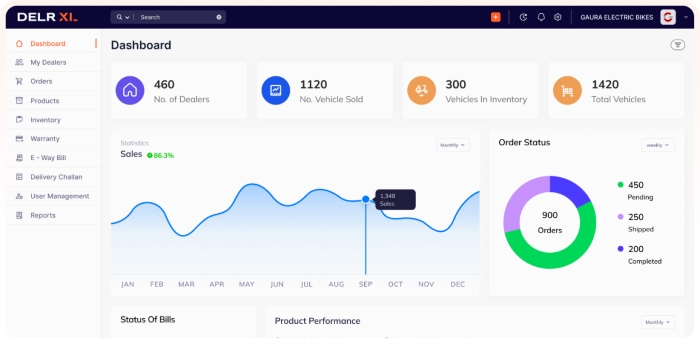 DELR XL
Search
GAURA ELECTRIC BIKES
Dashboard
My Dealers
Orders
Products
Inventory
Warranty
E - Way Bill
Delivery Challan
User Management
Reports
Dashboard
460
No. of Dealers
1120
No. Vehicle Sold
300
Vehicles In Inventory
1420
Total Vehicles
Statistics
Sales 86.3%
Monthly
1,348
Sales
JAN FEB MAR APR MAY JUN JUL AUG SEP OCT NOV DEC
Order Status
weekly
900
Orders
450
Pending
250
Shipped
200
Completed
Status Of Bills
Product Performance
Monthly